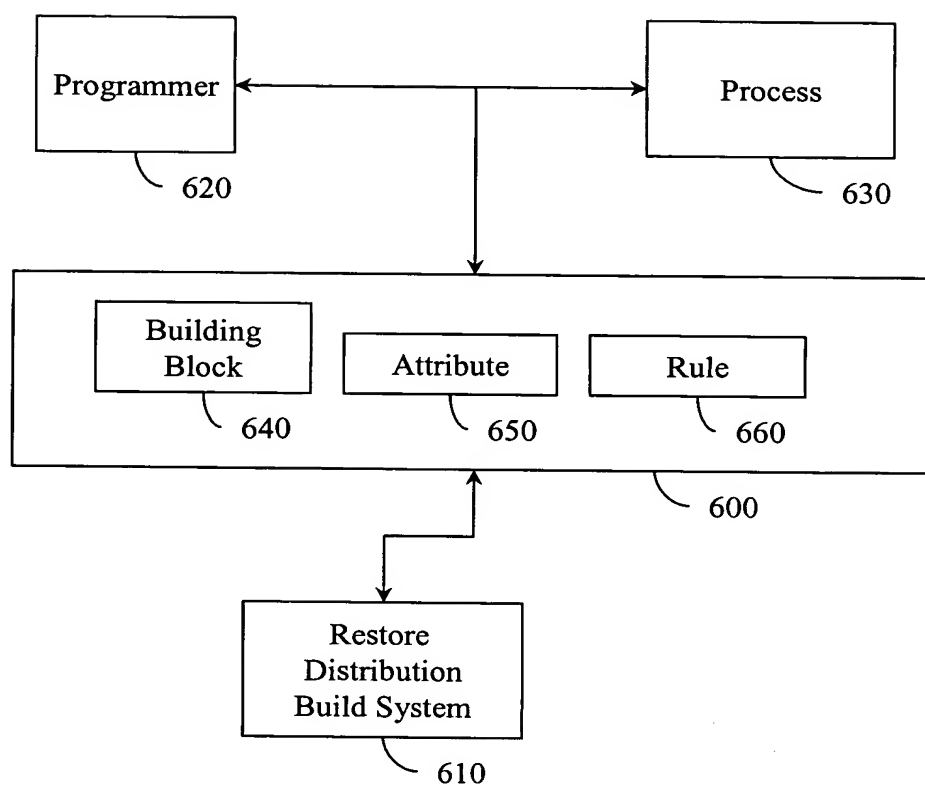 Programmer
Process
620
630
Building
Block
Attribute
Rule
640
650
660
600
Restore
Distribution
Build System
610